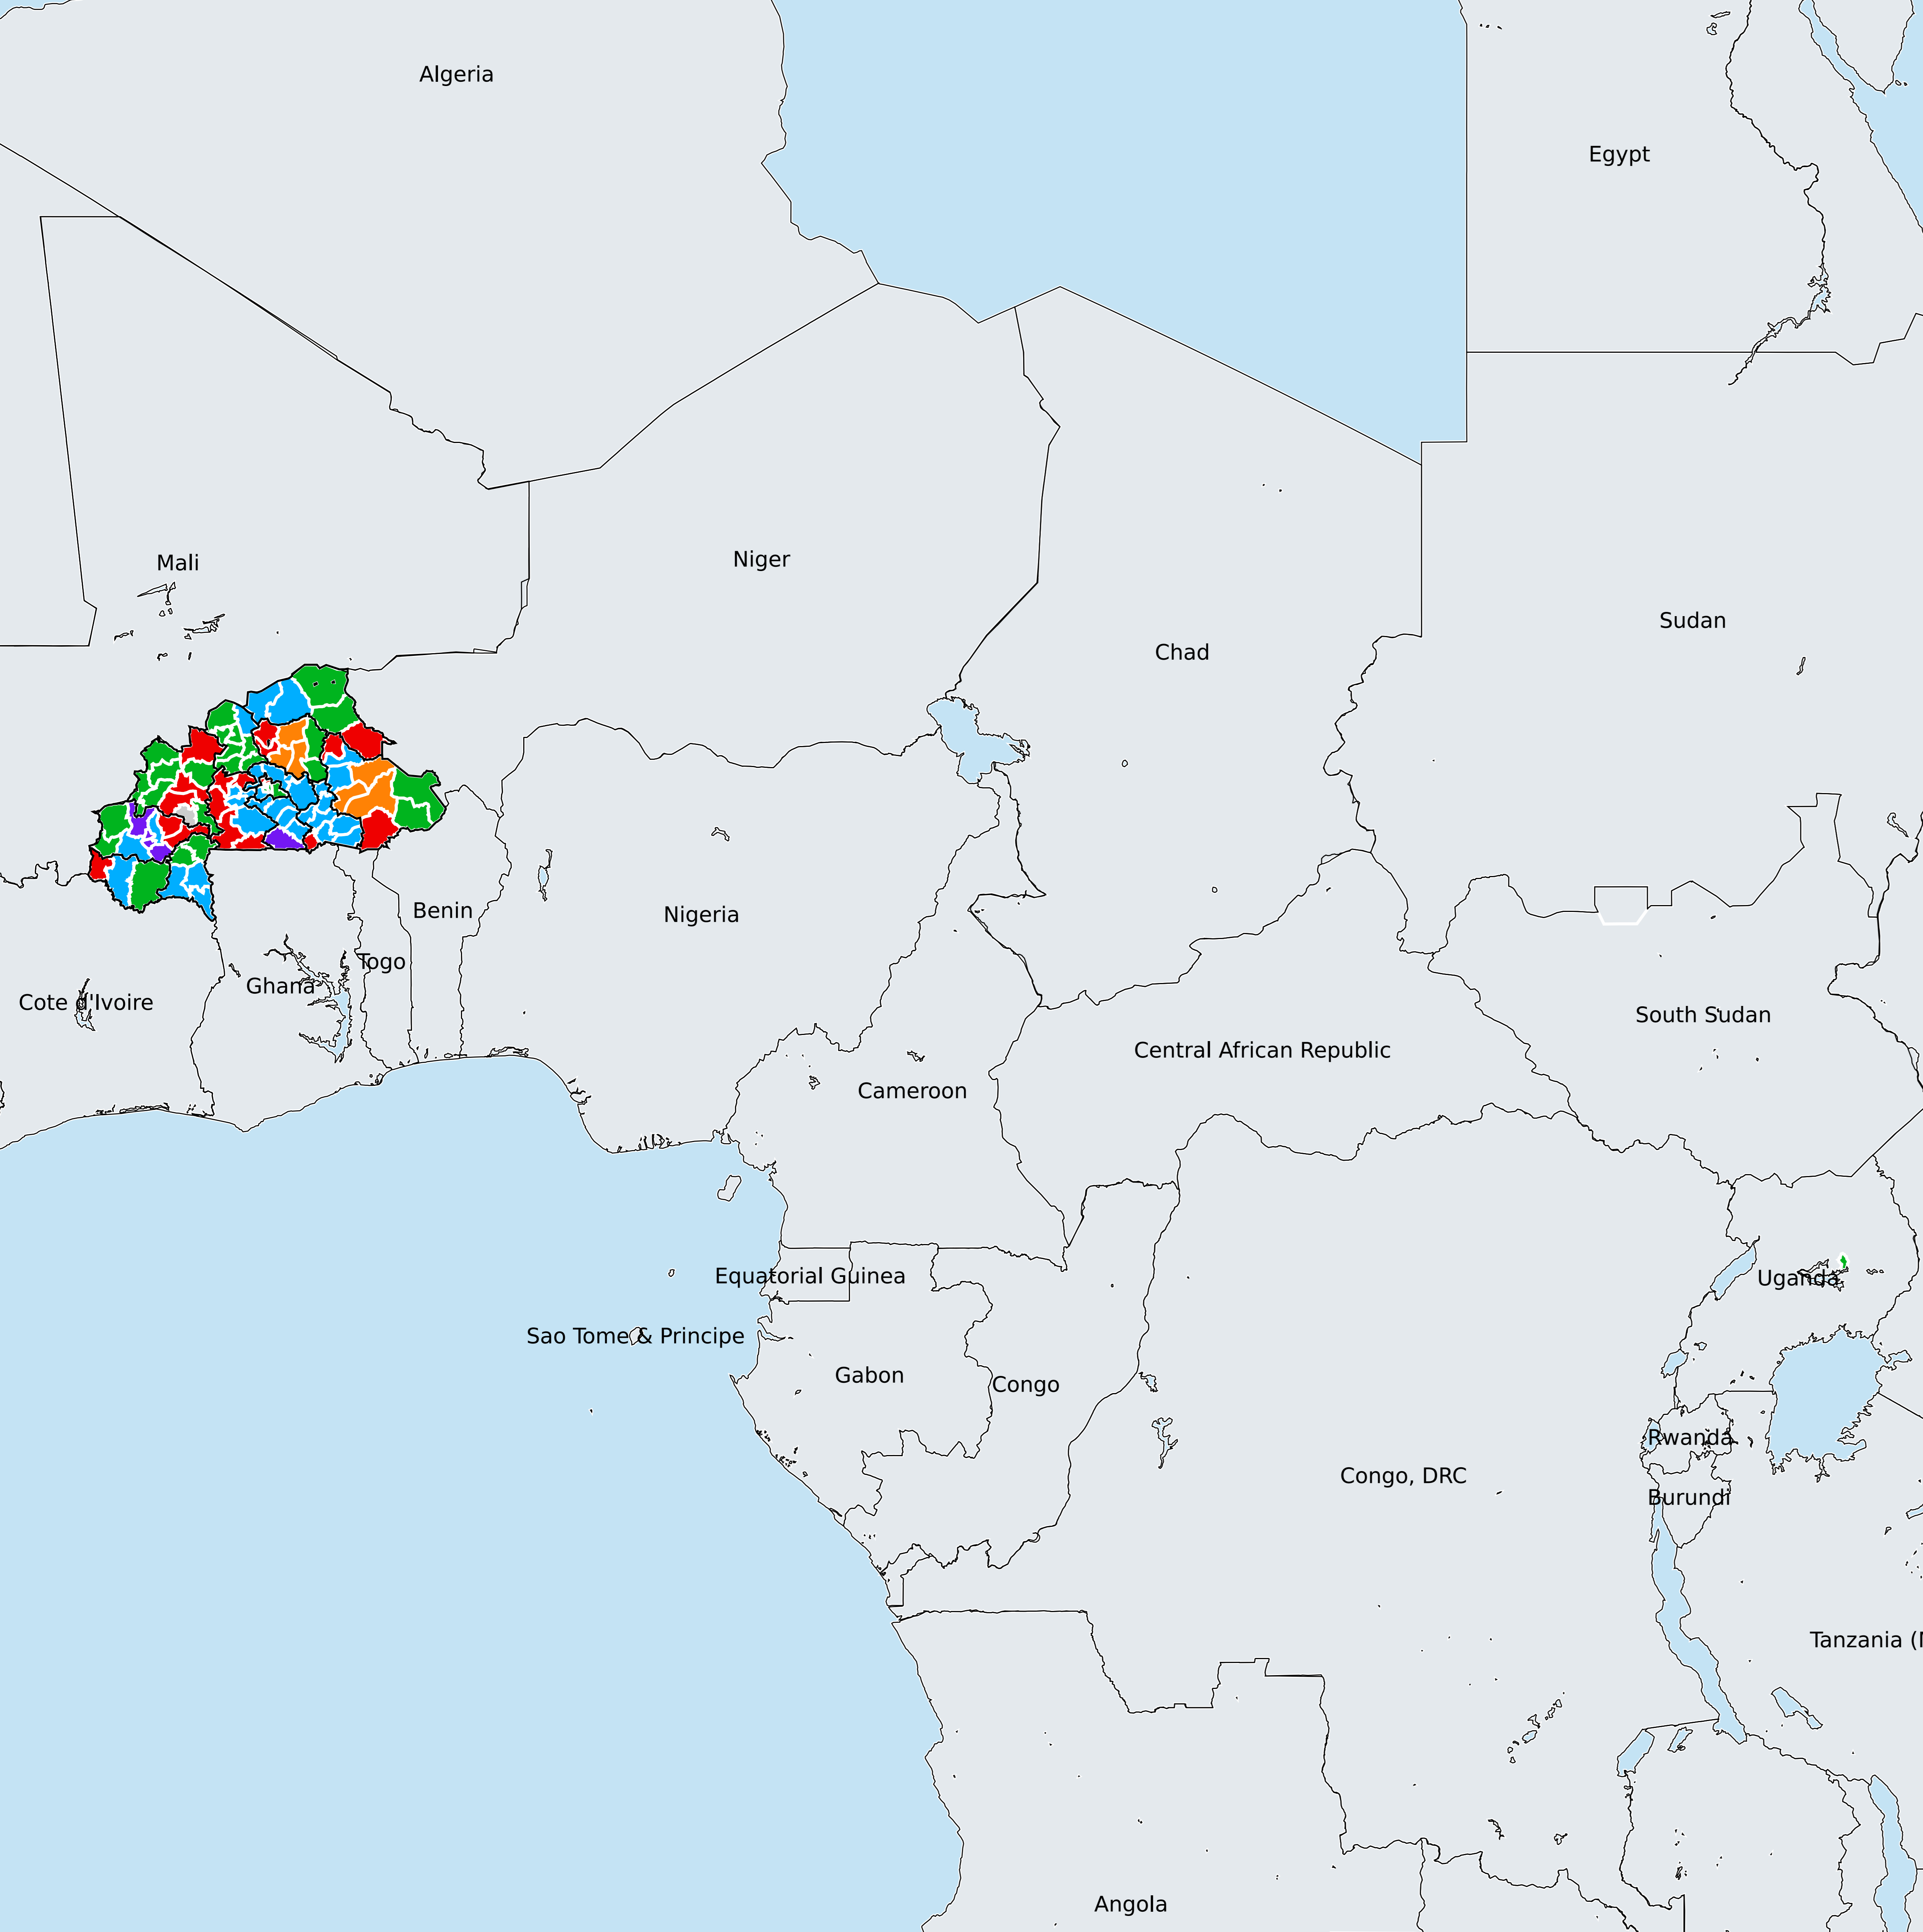 Algeria
Egypt
Mali
Niger
Sudan
Chad
Benin
Nigeria
Togo
Ghana
Cote d'Ivoire
South Sudan
Central African Republic
Cameroon
Equatorial Guinea
Uganda
Sao Tome & Principe
Gabon
Congo
Rwanda
Congo, DRC
Burundi
Tanzania (
Angola